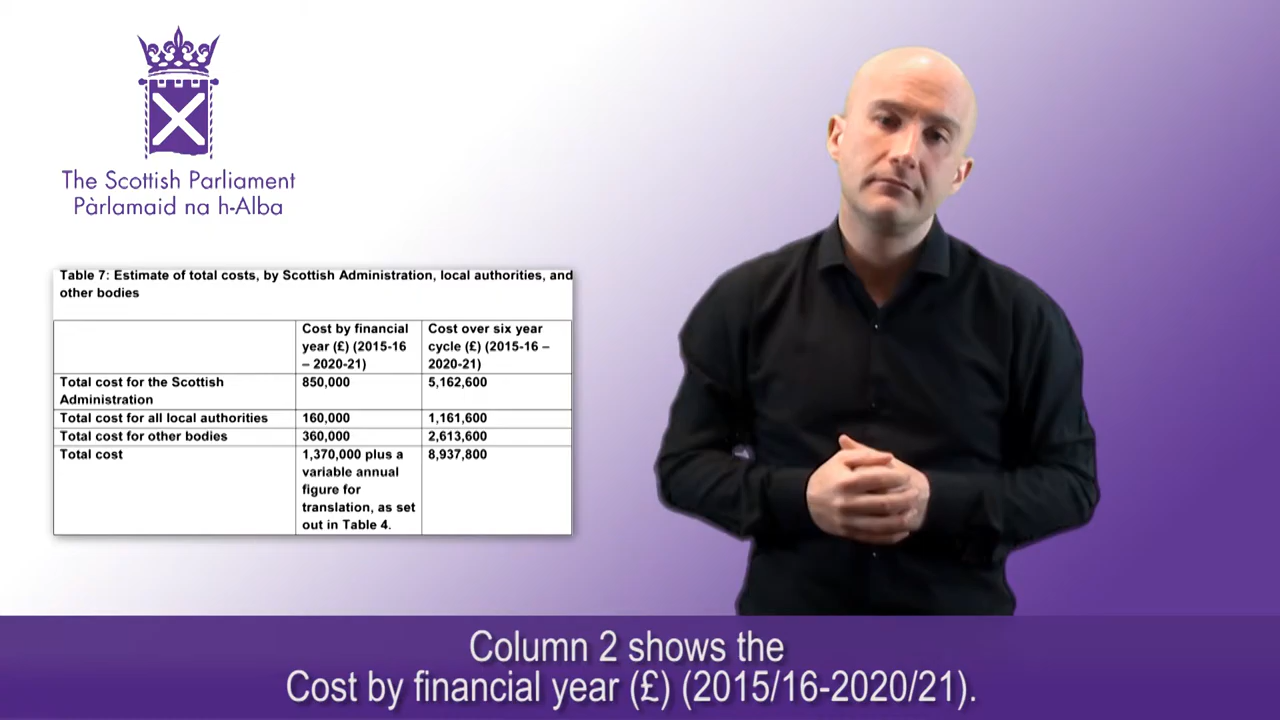 The Scottish Parliament
Pàrlamaid na h-Alba
Table 7: Estimate of total costs, by Scottish Administration, local authorities, and
other bodies
Cost by financial
year (£) (2015-16
– 2020-21)
Cost over six year
cycle (£) (2015-16 –
2020-21)
Total cost for the Scottish
Administration
850,000
5,162,600
Total cost for all local authorities
160,000
1,161,600
Total cost for other bodies
360,000
2,613,600
Total cost
1,370,000 plus a
variable annual
figure for
translation, as set
out in Table 4.
8,937,800
Column 2 shows the
Cost by financial year (£) (2015/16-2020/21).